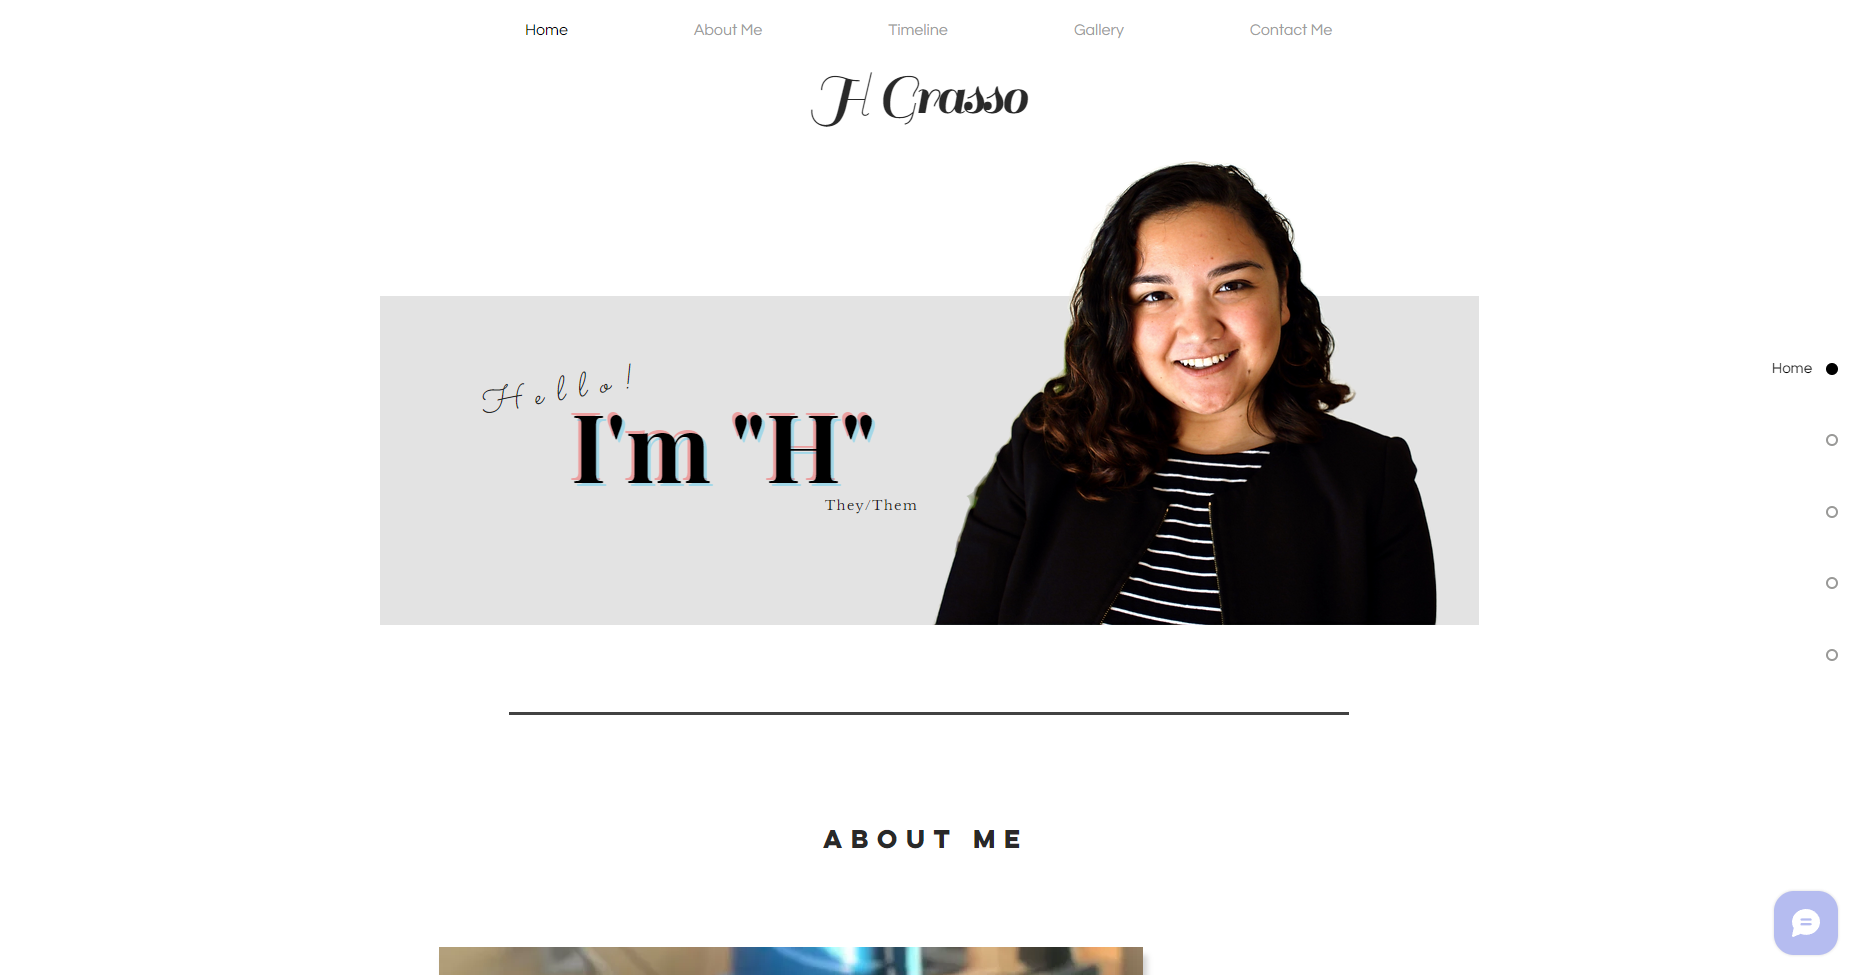 Home About Me Timeline Gallery Contact Me
H Grasso
Hello!
I'm "H"
They/Them
Home
ABOUT ME